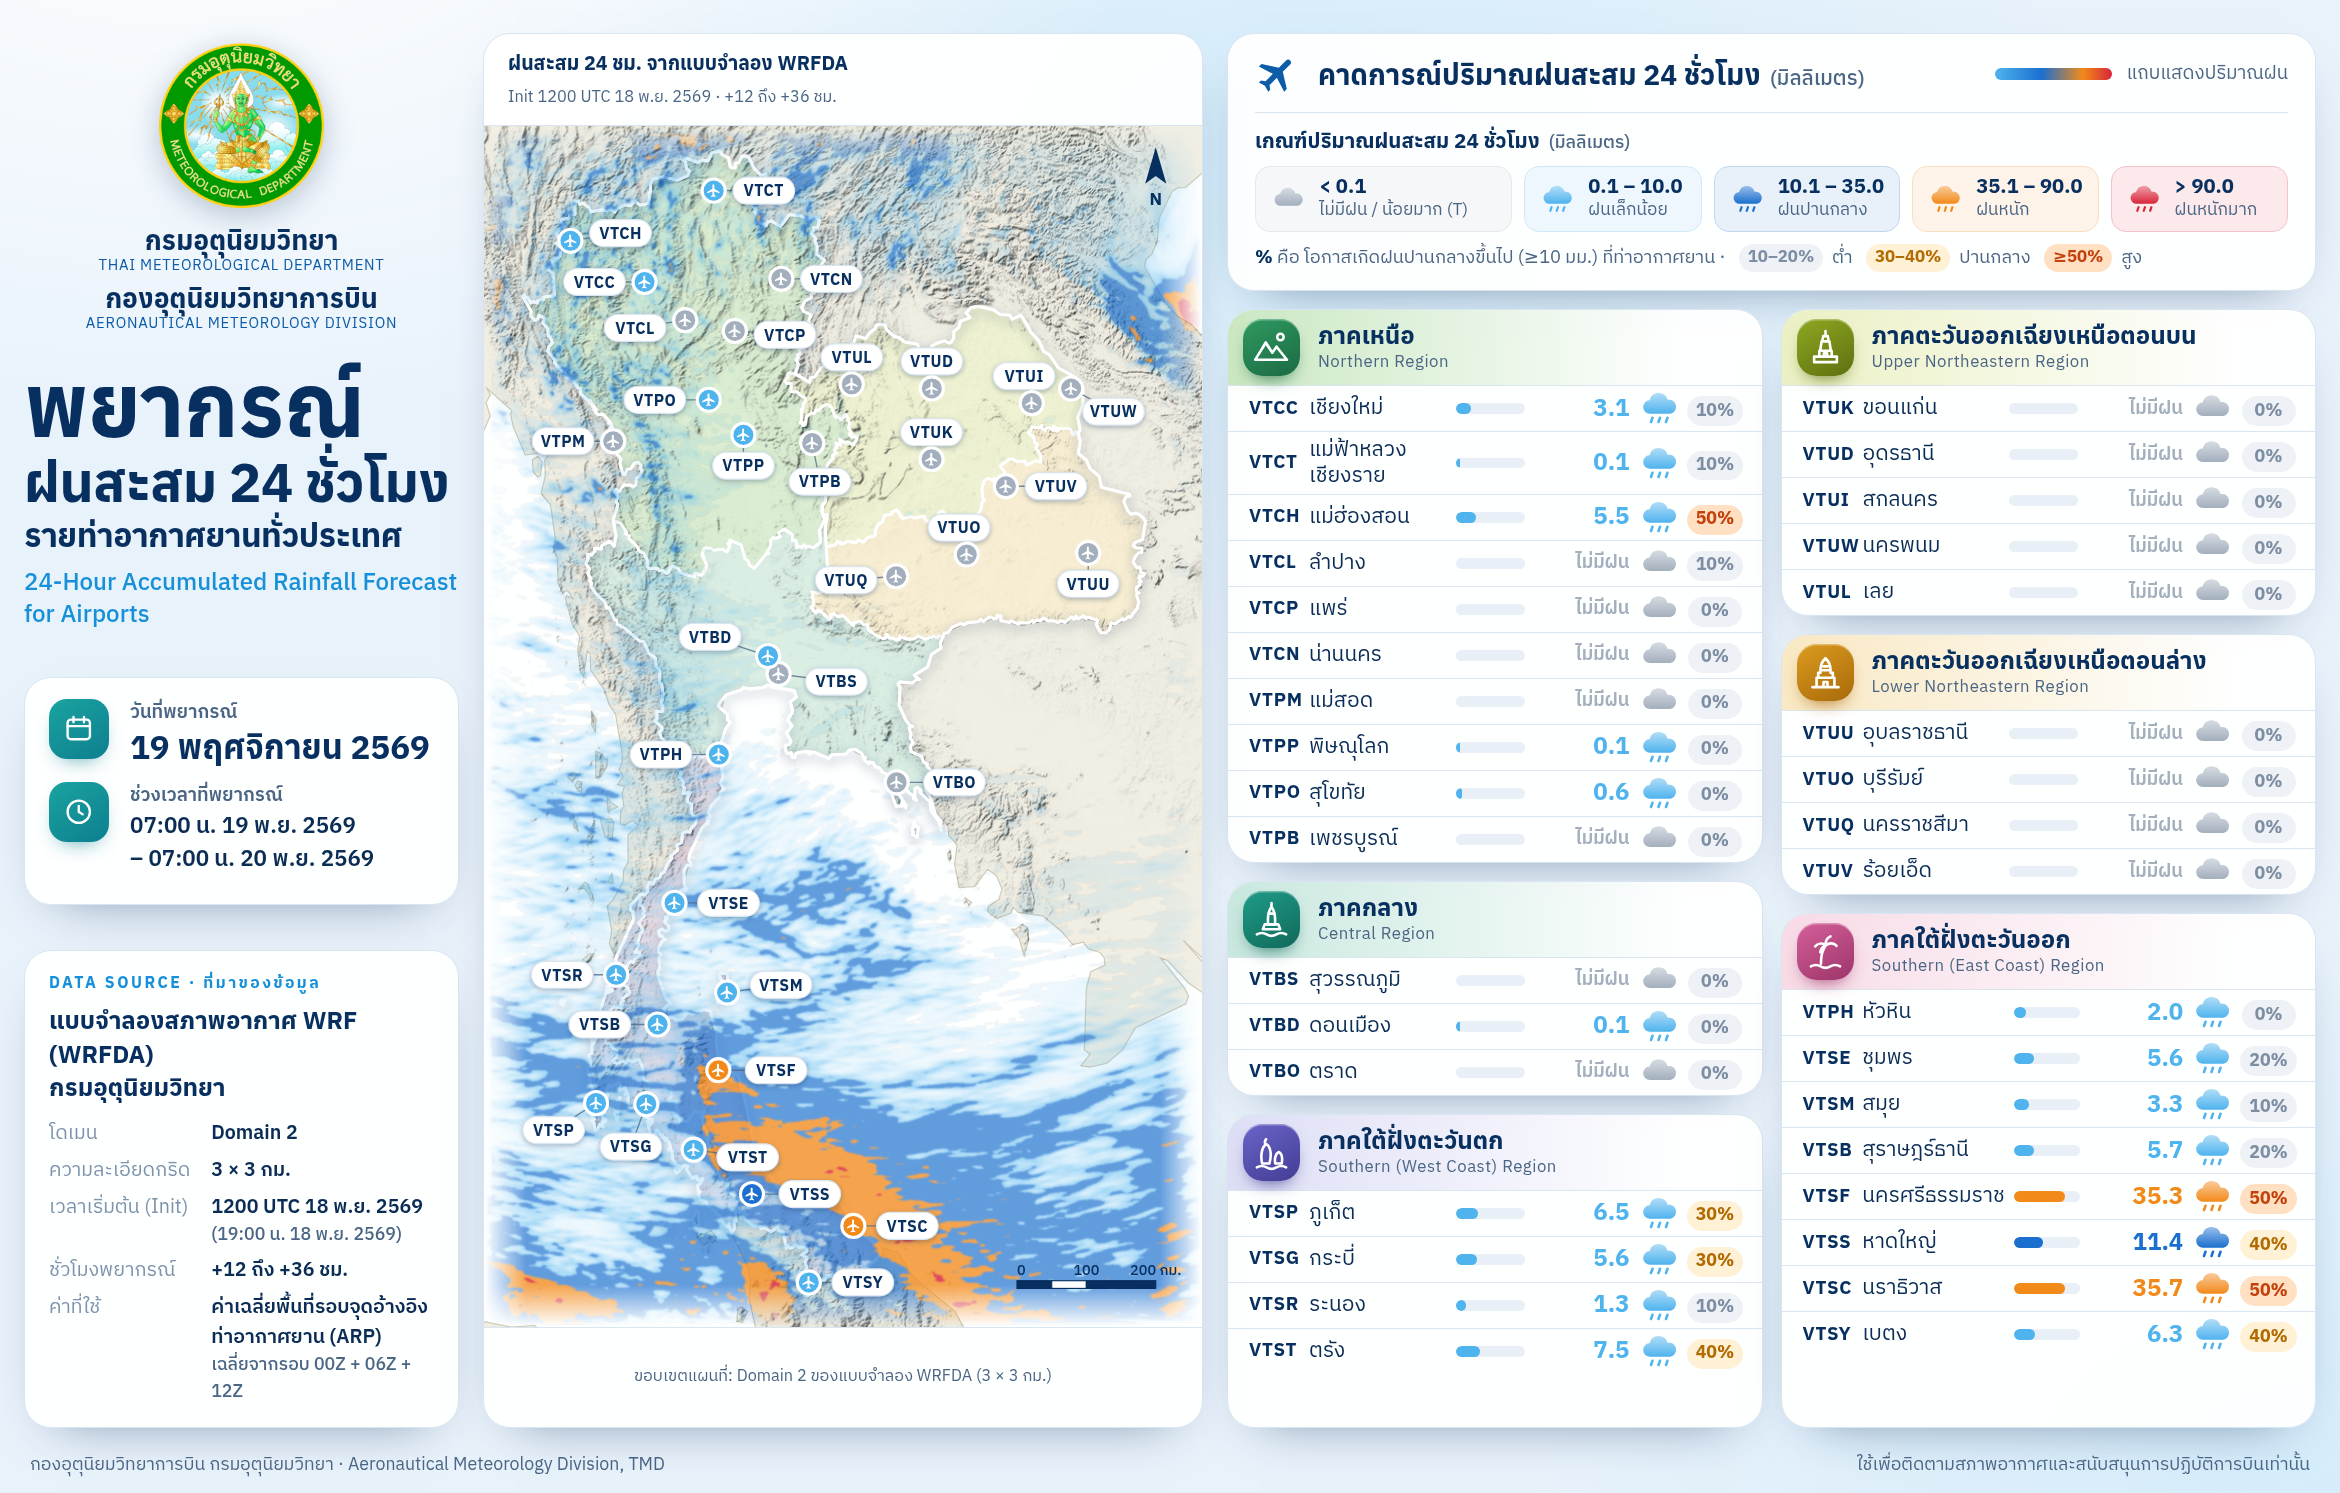 กรมอุตุนิยมวิทยา
METEOROLOGICAL DEPARTMENT
กรมอุตุนิยมวิทยา
THAI METEOROLOGICAL DEPARTMENT
กองอุตุนิยมวิทยาการบิน
AERONAUTICAL METEOROLOGY DIVISION
พยากรณ์
ฝนสะสม 24 ชั่วโมง
รายท่าอากาศยานทั่วประเทศ
24-Hour Accumulated Rainfall Forecast
for Airports
วันที่พยากรณ์
19 พฤศจิกายน 2569
ช่วงเวลาที่พยากรณ์
07:00 น. 19 พ.ย. 2569
– 07:00 น. 20 พ.ย. 2569
DATA SOURCE · ที่มาของข้อมูล
แบบจำลองสภาพอากาศ WRF
(WRFDA)
กรมอุตุนิยมวิทยา
โดเมน Domain 2
ความละเอียดกริด 3 × 3 กม.
เวลาเริ่มต้น (Init) 1200 UTC 18 พ.ย. 2569
(19:00 น. 18 พ.ย. 2569)
ชั่วโมงพยากรณ์ +12 ถึง +36 ชม.
ค่าที่ใช้ ค่าเฉลี่ยพื้นที่รอบจุดอ้างอิง
ท่าอากาศยาน (ARP)
เฉลี่ยจากรอบ 00Z + 06Z +
12Z
ฝนสะสม 24 ชม. จากแบบจำลอง WRFDA
Init 1200 UTC 18 พ.ย. 2569 · +12 ถึง +36 ชม.
N
VTCT
VTCH
VTCC
VTCN
VTCL
VTCP
VTUL
VTUD
VTUI
VTUW
VTPO
VTPM
VTUK
VTPP
VTPB
VTUV
VTUO
VTUQ
VTUU
VTBD
VTBS
VTPH
VTBO
VTSE
VTSR
VTSM
VTSB
VTSF
VTSP
VTSG
VTST
VTSS
VTSC
VTSY
0 100 200 กม.
ขอบเขตแผนที่: Domain 2 ของแบบจำลอง WRFDA (3 × 3 กม.)
คาดการณ์ปริมาณฝนสะสม 24 ชั่วโมง (มิลลิเมตร)
แถบแสดงปริมาณฝน
เกณฑ์ปริมาณฝนสะสม 24 ชั่วโมง (มิลลิเมตร)
< 0.1
ไม่มีฝน / น้อยมาก (T)
0.1 – 10.0
ฝนเล็กน้อย
10.1 – 35.0
ฝนปานกลาง
35.1 – 90.0
ฝนหนัก
> 90.0
ฝนหนักมาก
% คือ โอกาสเกิดฝนปานกลางขึ้นไป (≥10 มม.) ที่ท่าอากาศยาน · 10–20% ต่ำ 30–40% ปานกลาง ≥50% สูง
ภาคเหนือ
Northern Region
VTCC เชียงใหม่ 3.1 10%
VTCT แม่ฟ้าหลวง
เชียงราย 0.1 10%
VTCH แม่ฮ่องสอน 5.5 50%
VTCL ลำปาง ไม่มีฝน 10%
VTCP แพร่ ไม่มีฝน 0%
VTCN น่านนคร ไม่มีฝน 0%
VTPM แม่สอด ไม่มีฝน 0%
VTPP พิษณุโลก 0.1 0%
VTPO สุโขทัย 0.6 0%
VTPB เพชรบูรณ์ ไม่มีฝน 0%
ภาคกลาง
Central Region
VTBS สุวรรณภูมิ ไม่มีฝน 0%
VTBD ดอนเมือง 0.1 0%
VTBO ตราด ไม่มีฝน 0%
ภาคใต้ฝั่งตะวันตก
Southern (West Coast) Region
VTSP ภูเก็ต 6.5 30%
VTSG กระบี่ 5.6 30%
VTSR ระนอง 1.3 10%
VTST ตรัง 7.5 40%
ภาคตะวันออกเฉียงเหนือตอนบน
Upper Northeastern Region
VTUK ขอนแก่น ไม่มีฝน 0%
VTUD อุดรธานี ไม่มีฝน 0%
VTUI สกลนคร ไม่มีฝน 0%
VTUW นครพนม ไม่มีฝน 0%
VTUL เลย ไม่มีฝน 0%
ภาคตะวันออกเฉียงเหนือตอนล่าง
Lower Northeastern Region
VTUU อุบลราชธานี ไม่มีฝน 0%
VTUO บุรีรัมย์ ไม่มีฝน 0%
VTUQ นครราชสีมา ไม่มีฝน 0%
VTUV ร้อยเอ็ด ไม่มีฝน 0%
ภาคใต้ฝั่งตะวันออก
Southern (East Coast) Region
VTPH หัวหิน 2.0 0%
VTSE ชุมพร 5.6 20%
VTSM สมุย 3.3 10%
VTSB สุราษฎร์ธานี 5.7 20%
VTSF นครศรีธรรมราช 35.3 50%
VTSS หาดใหญ่ 11.4 40%
VTSC นราธิวาส 35.7 50%
VTSY เบตง 6.3 40%
กองอุตุนิยมวิทยาการบิน กรมอุตุนิยมวิทยา · Aeronautical Meteorology Division, TMD
ใช้เพื่อติดตามสภาพอากาศและสนับสนุนการปฏิบัติการบินเท่านั้น